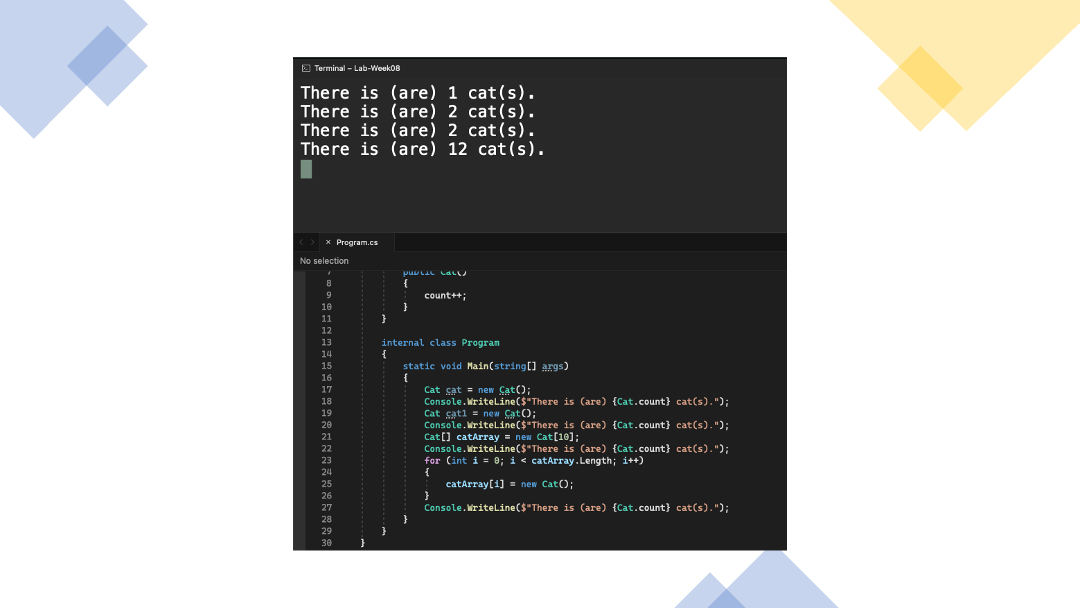 Terminal – Lab-Week08
There is (are) 1 cat(s).
There is (are) 2 cat(s).
There is (are) 2 cat(s).
There is (are) 12 cat(s).
× Program.cs
No selection
7 public Cat()
8 {
9 count++;
10 }
11 }
12
13 internal class Program
14 {
15 static void Main(string[] args)
16 {
17 Cat cat = new Cat();
18 Console.WriteLine($"There is (are) {Cat.count} cat(s).");
19 Cat cat1 = new Cat();
20 Console.WriteLine($"There is (are) {Cat.count} cat(s).");
21 Cat[] catArray = new Cat[10];
22 Console.WriteLine($"There is (are) {Cat.count} cat(s).");
23 for (int i = 0; i < catArray.Length; i++)
24 {
25 catArray[i] = new Cat();
26 }
27 Console.WriteLine($"There is (are) {Cat.count} cat(s).");
28 }
29 }
30 }